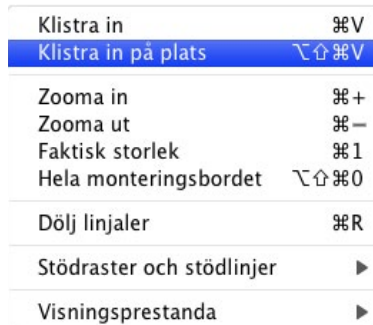 Klistra in ⌘V
Klistra in på plats ⌥⇧⌘V
Zooma in ⌘+
Zooma ut ⌘−
Faktisk storlek ⌘1
Hela monteringsbordet ⌥⇧⌘0
Dölj linjaler ⌘R
Stödraster och stödlinjer ▶
Visningsprestanda ▶